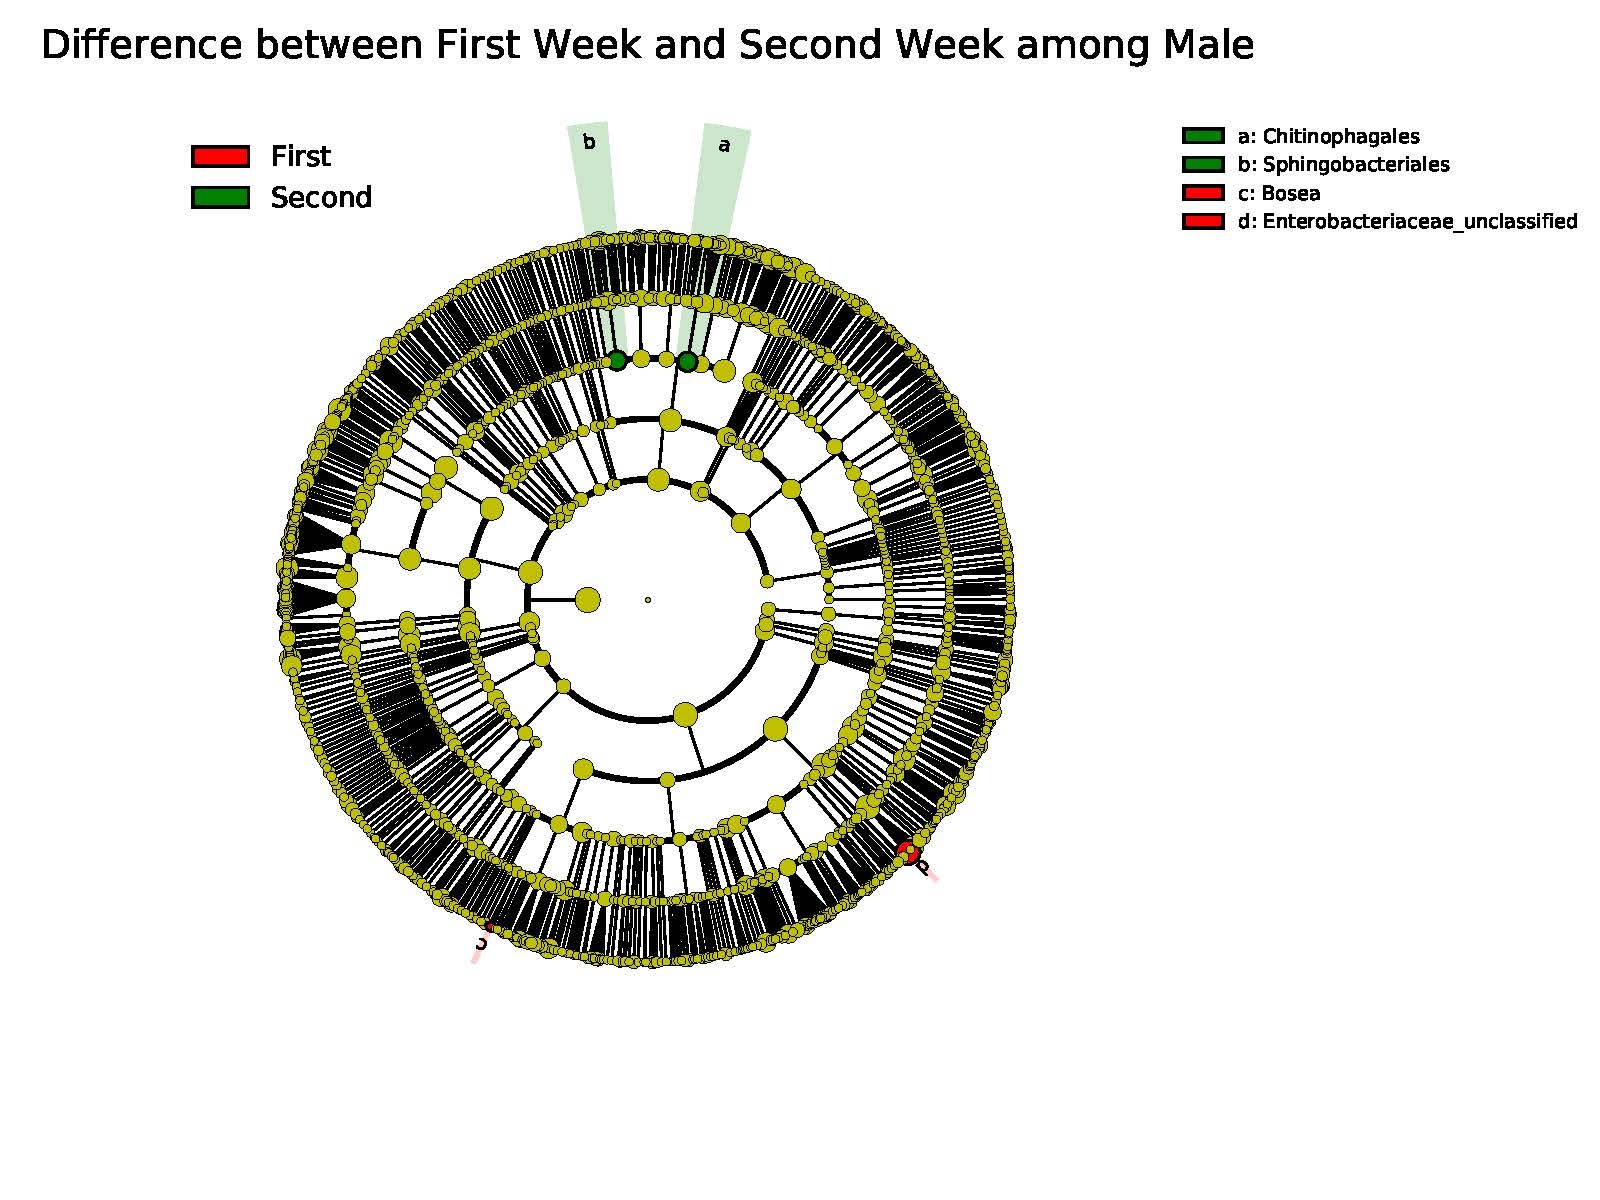 Difference between First Week and Second Week among Male
First
Second
b
a
a: Chitinophagales
b: Sphingobacteriales
c: Bosea
d: Enterobacteriaceae_unclassified
d
c